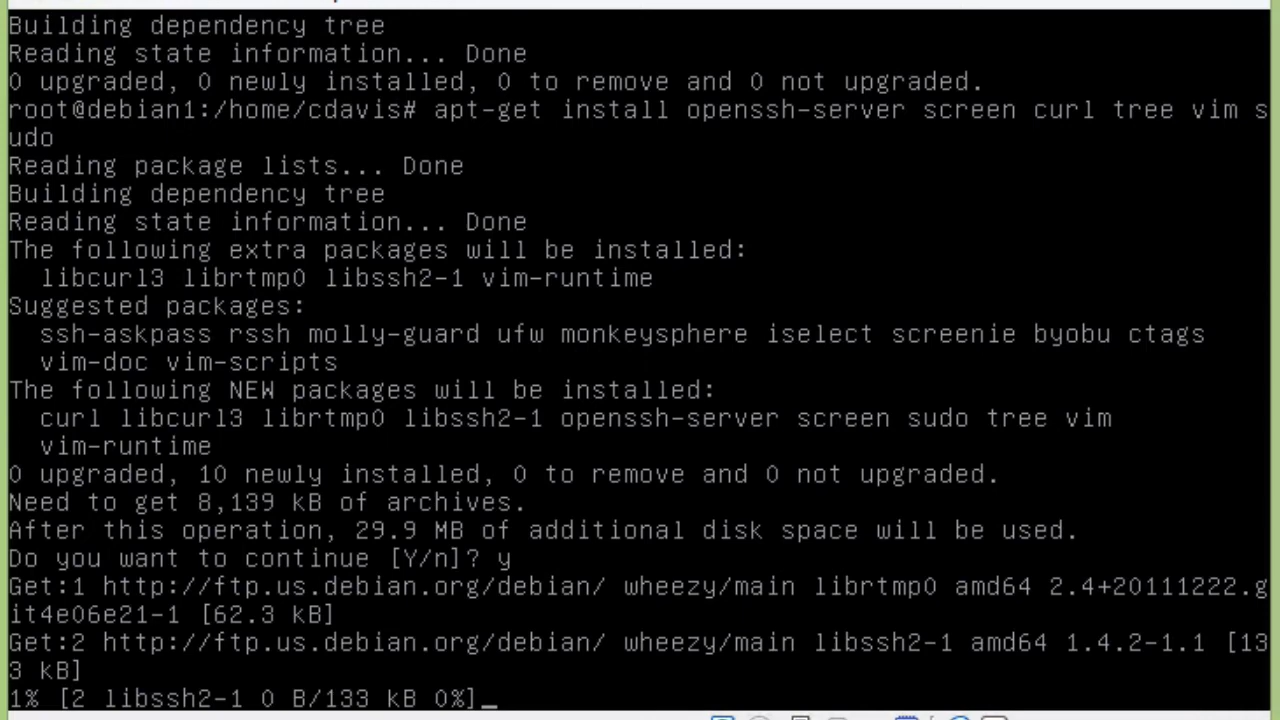 Building dependency tree
Reading state information... Done
0 upgraded, 0 newly installed, 0 to remove and 0 not upgraded.
root@debian1:/home/cdavis# apt-get install openssh-server screen curl tree vim s
udo
Reading package lists... Done
Building dependency tree
Reading state information... Done
The following extra packages will be installed:
  libcurl3 librtmp0 libssh2-1 vim-runtime
Suggested packages:
  ssh-askpass rssh molly-guard ufw monkeysphere iselect screenie byobu ctags
  vim-doc vim-scripts
The following NEW packages will be installed:
  curl libcurl3 librtmp0 libssh2-1 openssh-server screen sudo tree vim
  vim-runtime
0 upgraded, 10 newly installed, 0 to remove and 0 not upgraded.
Need to get 8,139 kB of archives.
After this operation, 29.9 MB of additional disk space will be used.
Do you want to continue [Y/n]? y
Get:1 http://ftp.us.debian.org/debian/ wheezy/main librtmp0 amd64 2.4+20111222.g
it4e06e21-1 [62.3 kB]
Get:2 http://ftp.us.debian.org/debian/ wheezy/main libssh2-1 amd64 1.4.2-1.1 [13
3 kB]
1% [2 libssh2-1 0 B/133 kB 0%]_